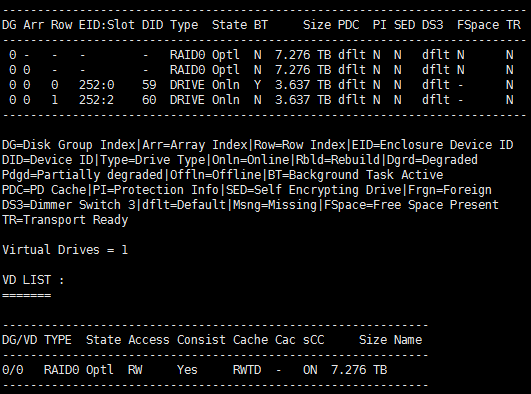 --------------------------------------------------------------------------
DG Arr Row EID:Slot DID Type  State BT     Size PDC  PI SED DS3  FSpace TR
--------------------------------------------------------------------------
 0 -   -   -        -   RAID0 Optl  N  7.276 TB dflt N  N   dflt N      N
 0 0   -   -        -   RAID0 Optl  N  7.276 TB dflt N  N   dflt N      N
 0 0   0   252:0    59  DRIVE Onln  Y  3.637 TB dflt N  N   dflt -      N
 0 0   1   252:2    60  DRIVE Onln  N  3.637 TB dflt N  N   dflt -      N
--------------------------------------------------------------------------
DG=Disk Group Index|Arr=Array Index|Row=Row Index|EID=Enclosure Device ID
DID=Device ID|Type=Drive Type|Onln=Online|Rbld=Rebuild|Dgrd=Degraded
Pdgd=Partially degraded|Offln=Offline|BT=Background Task Active
PDC=PD Cache|PI=Protection Info|SED=Self Encrypting Drive|Frgn=Foreign
DS3=Dimmer Switch 3|dflt=Default|Msng=Missing|FSpace=Free Space Present
TR=Transport Ready
Virtual Drives = 1
VD LIST :
=======
-------------------------------------------------------------
DG/VD TYPE  State Access Consist Cache Cac sCC     Size Name
-------------------------------------------------------------
0/0   RAID0 Optl  RW     Yes     RWTD  -   ON  7.276 TB
-------------------------------------------------------------